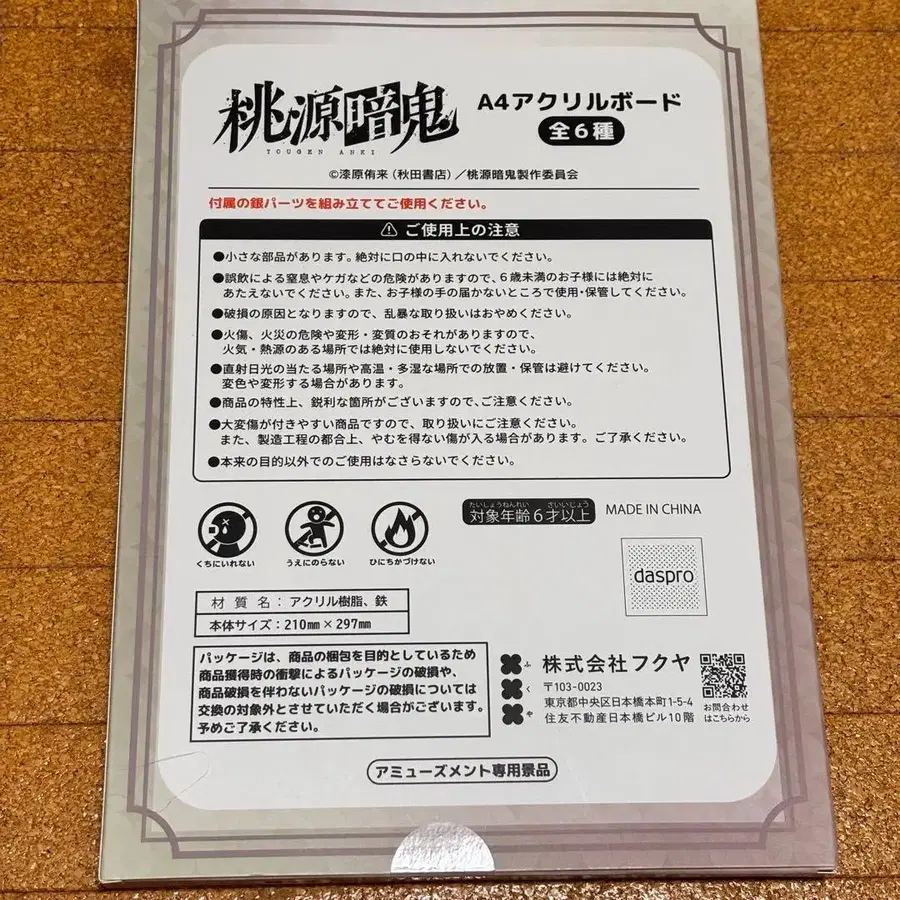 桃源暗鬼
TOUGEN ANKI
A4アクリルボード
全6種
©漆原侑来（秋田書店）／桃源暗鬼製作委員会
付属の銀パーツを組み立ててご使用ください。
⚠ご使用上の注意
●小さな部品があります。絶対に口の中に入れないでください。
●誤飲による窒息やケガなどの危険がありますので、6歳未満のお子様には絶対に
あたえないでください。また、お子様の手の届かないところで使用・保管してください。
●破損の原因となりますので、乱暴な取り扱いはおやめください。
●火傷、火災の危険や変形・変質のおそれがありますので、
火気・熱源のある場所では絶対に使用しないでください。
●直射日光の当たる場所や高温・多湿な場所での放置・保管は避けてください。
変色や変形する場合があります。
●商品の特性上、鋭利な箇所がございますので、ご注意ください。
●大変傷が付きやすい商品ですので、取り扱いにご注意ください。
また、製造工程の都合上、やむを得ない傷が入る場合があります。ご了承ください。
●本来の目的以外でのご使用はなさらないでください。
くちにいれない
うえにのらない
ひにちかづけない
たいしょうねんれい さいいじょう
対象年齢6才以上
MADE IN CHINA
daspro
材質名：アクリル樹脂、鉄
本体サイズ：210mm×297mm
パッケージは、商品の梱包を目的としているため
商品獲得時の衝撃によるパッケージの破損や、
商品破損を伴わないパッケージの破損については
交換の対象外とさせていただく場合がございます。
予めご了承ください。
ふ
く
や
株式会社フクヤ
〒103-0023
東京都中央区日本橋本町1-5-4
住友不動産日本橋ビル10階
お問合わせ
はこちらから
アミューズメント専用景品